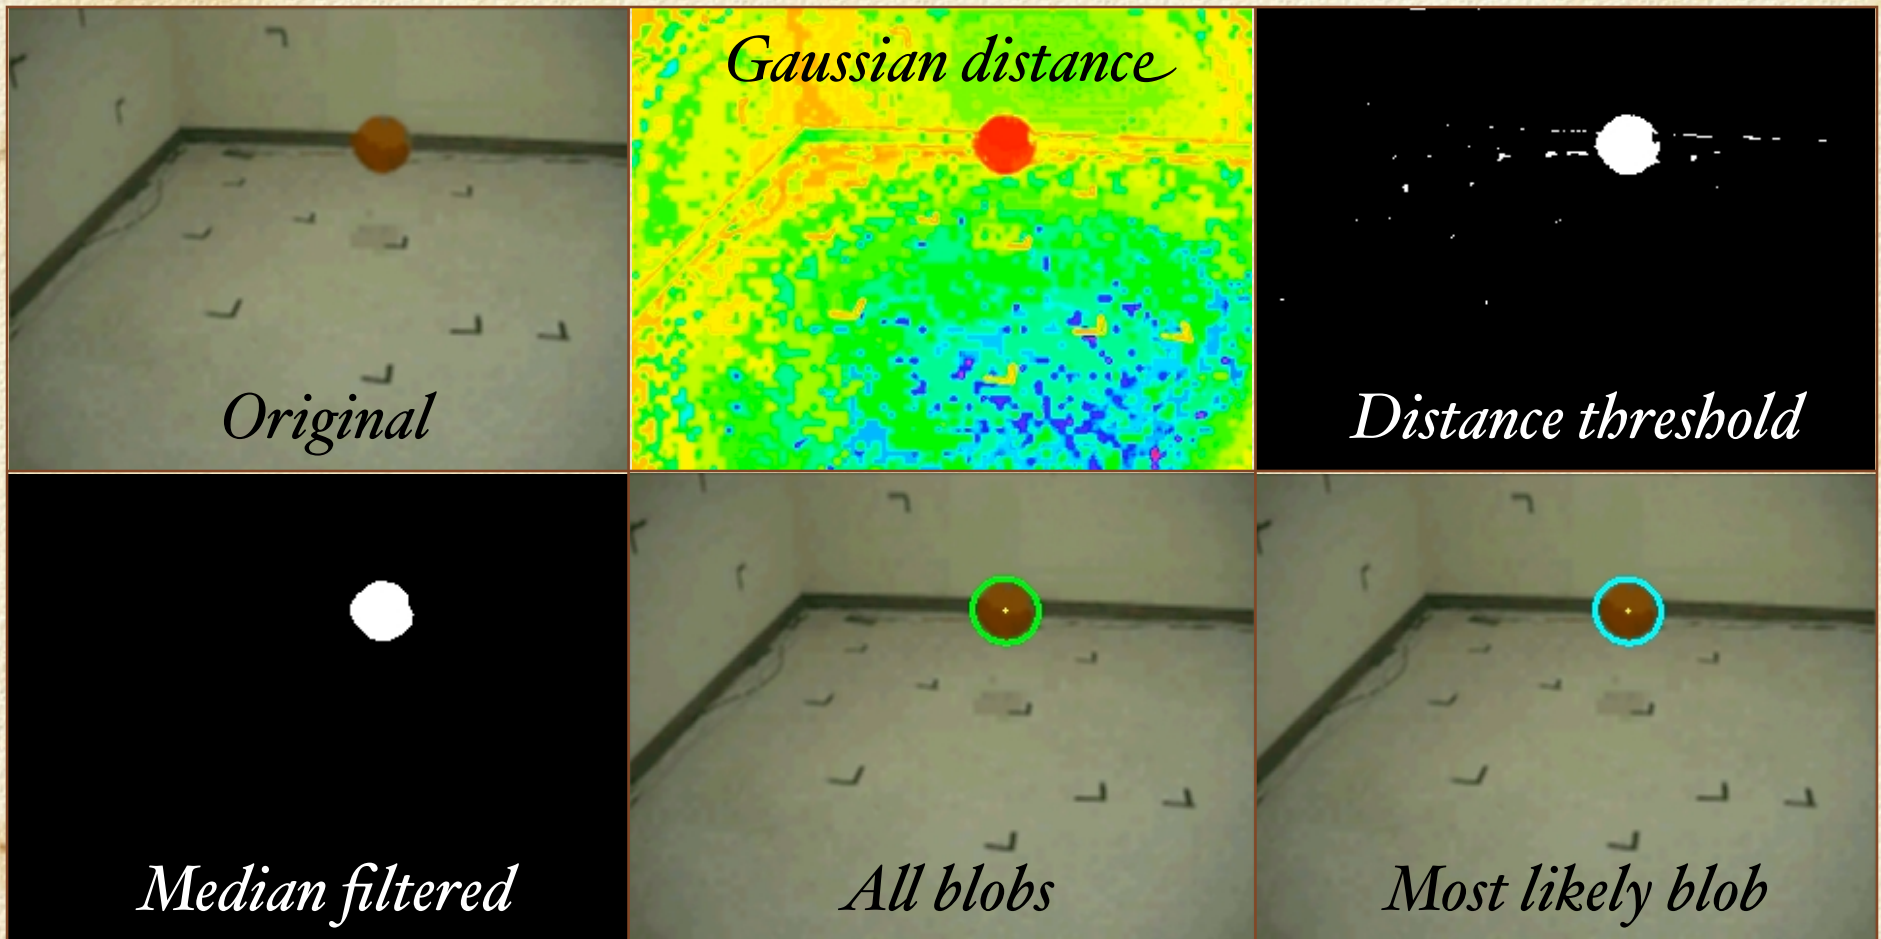 Original
Gaussian distance
Distance threshold
Median filtered
All blobs
Most likely blob